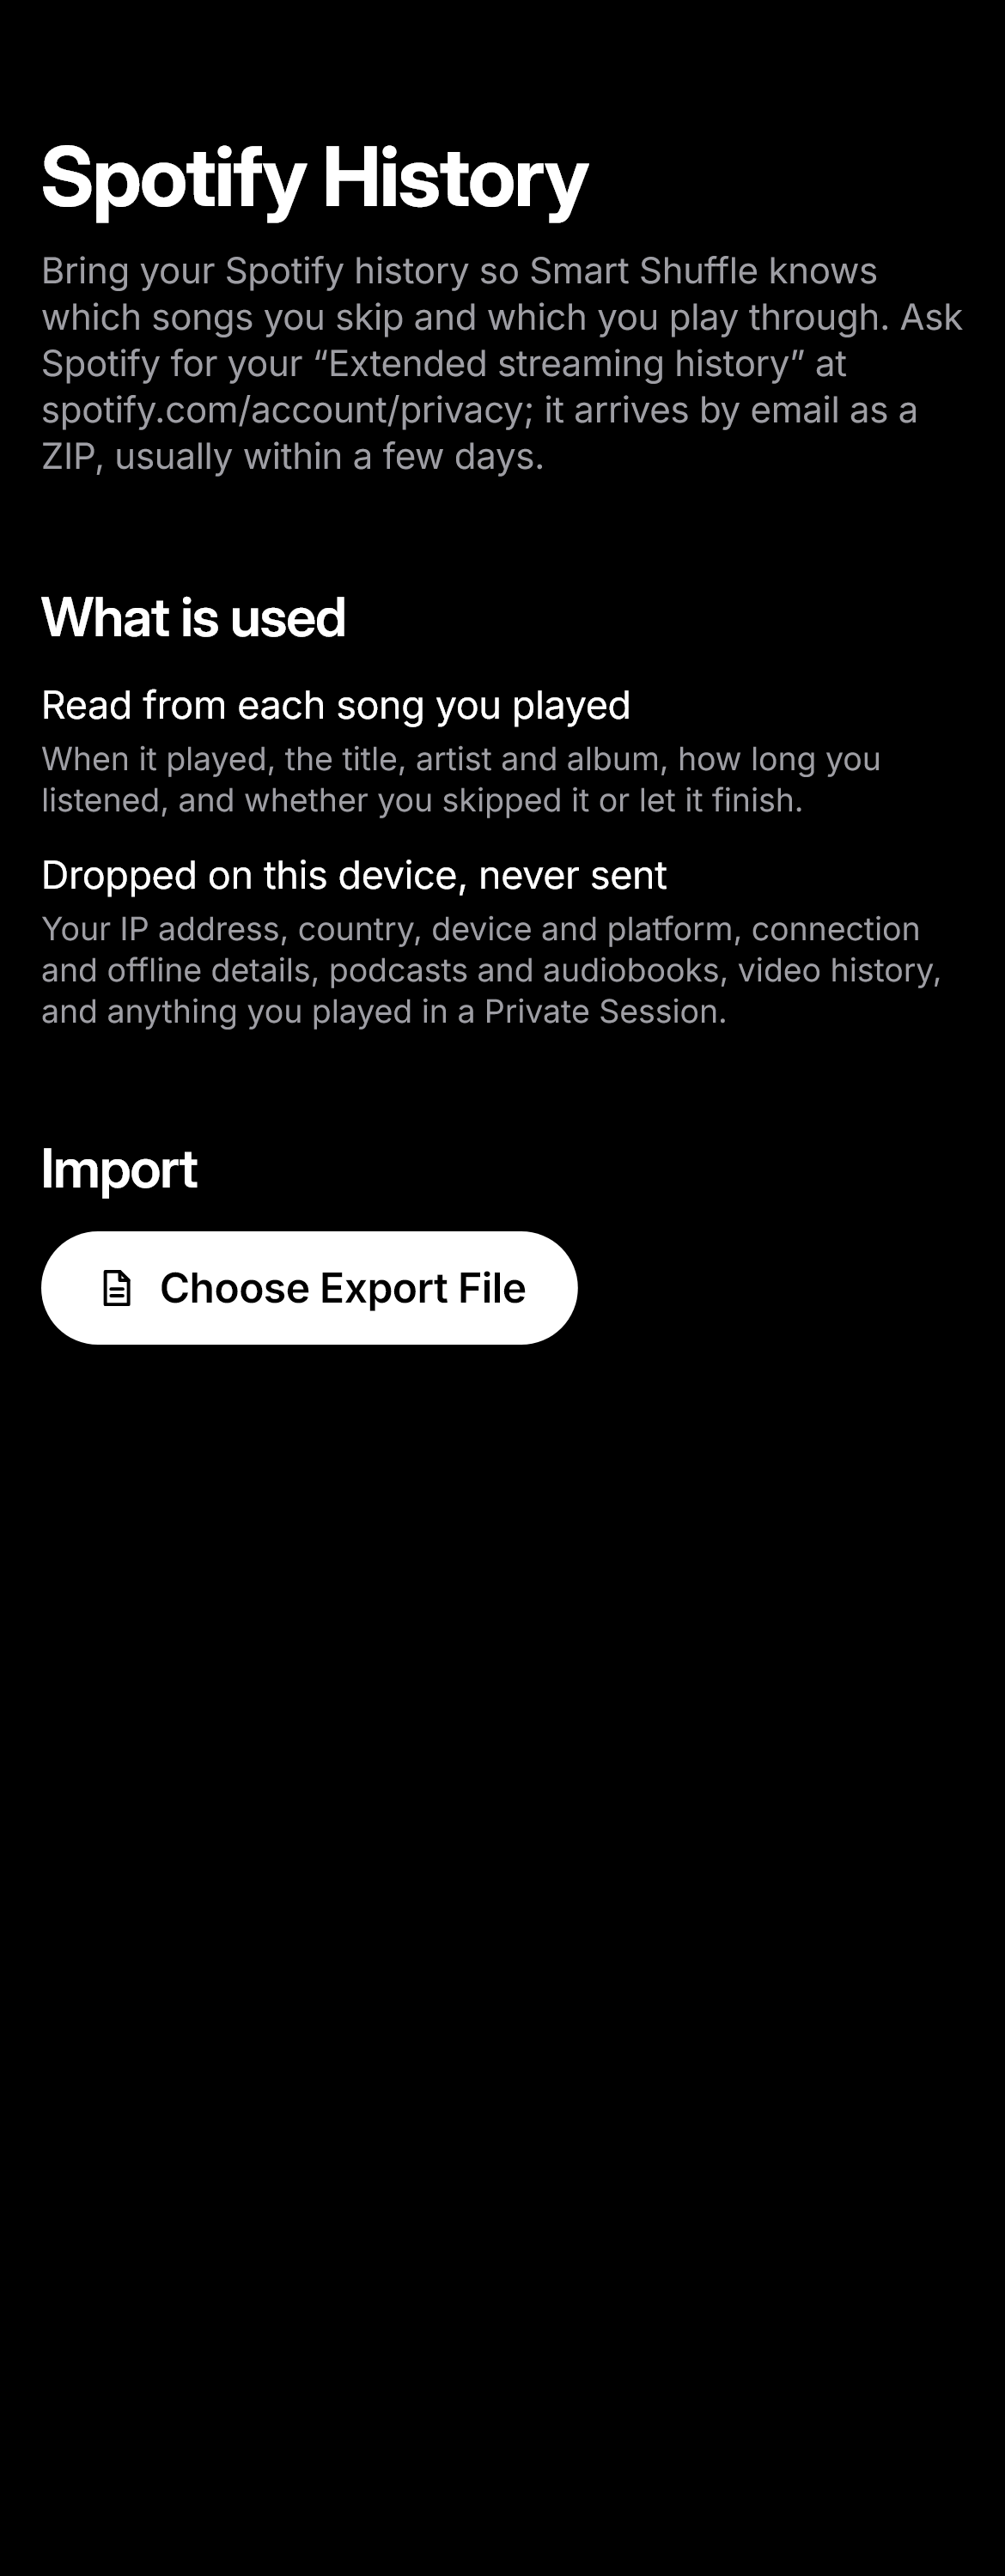 Spotify History
Bring your Spotify history so Smart Shuffle knows
which songs you skip and which you play through. Ask
Spotify for your “Extended streaming history” at
spotify.com/account/privacy; it arrives by email as a
ZIP, usually within a few days.
What is used
Read from each song you played
When it played, the title, artist and album, how long you
listened, and whether you skipped it or let it finish.
Dropped on this device, never sent
Your IP address, country, device and platform, connection
and offline details, podcasts and audiobooks, video history,
and anything you played in a Private Session.
Import
Choose Export File